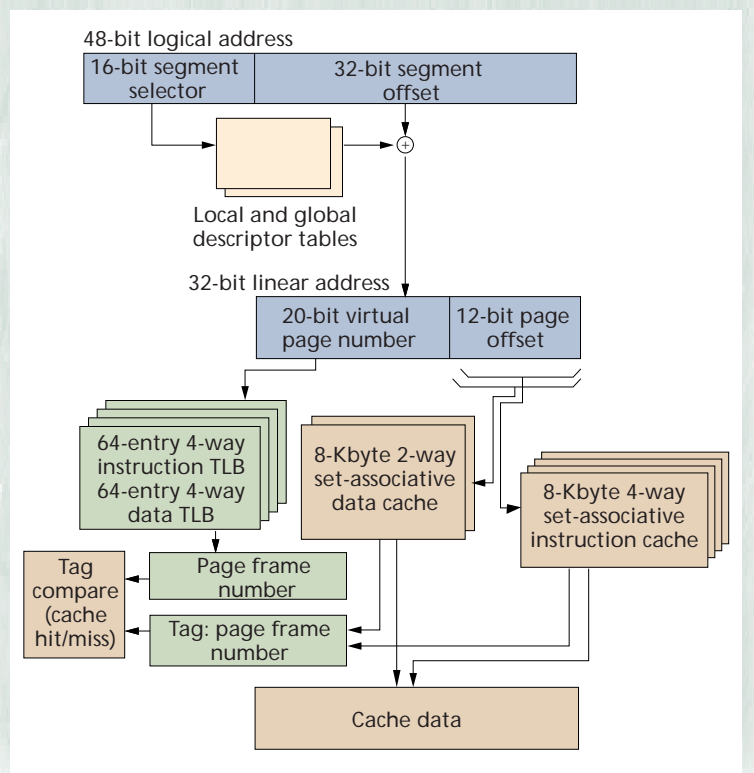 48-bit logical address
16-bit segment
selector
32-bit segment
offset
Local and global
descriptor tables
32-bit linear address
20-bit virtual
page number
12-bit page
offset
64-entry 4-way
instruction TLB
64-entry 4-way
data TLB
8-Kbyte 2-way
set-associative
data cache
8-Kbyte 4-way
set-associative
instruction cache
Tag
compare
(cache
hit/miss)
Page frame
number
Tag: page frame
number
Cache data